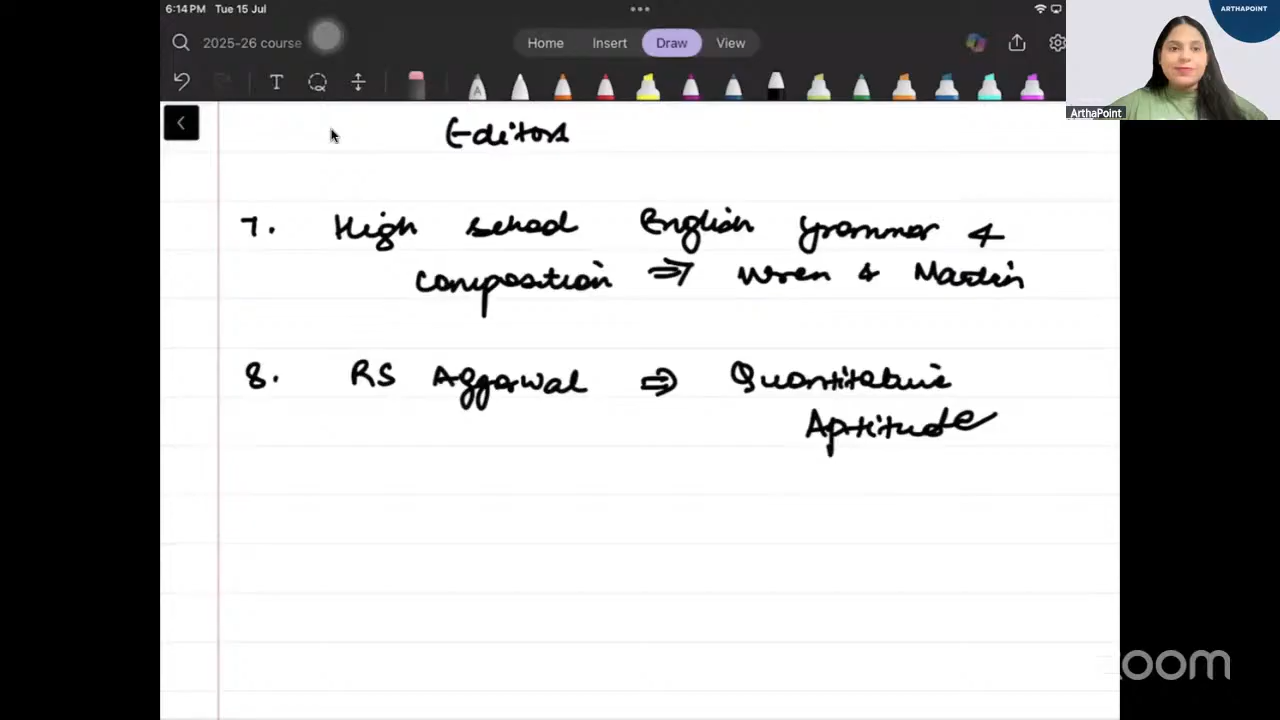 6:14 PM Tue 15 Jul
ARTHAPOINT
2025-26 course
Home Insert Draw View
T
A
ArthaPoint
Editors
7. High School English grammar &
composition ⇒ Wren & Martin
8. RS Aggarwal ⇒ Quantitative
Aptitude
zoom